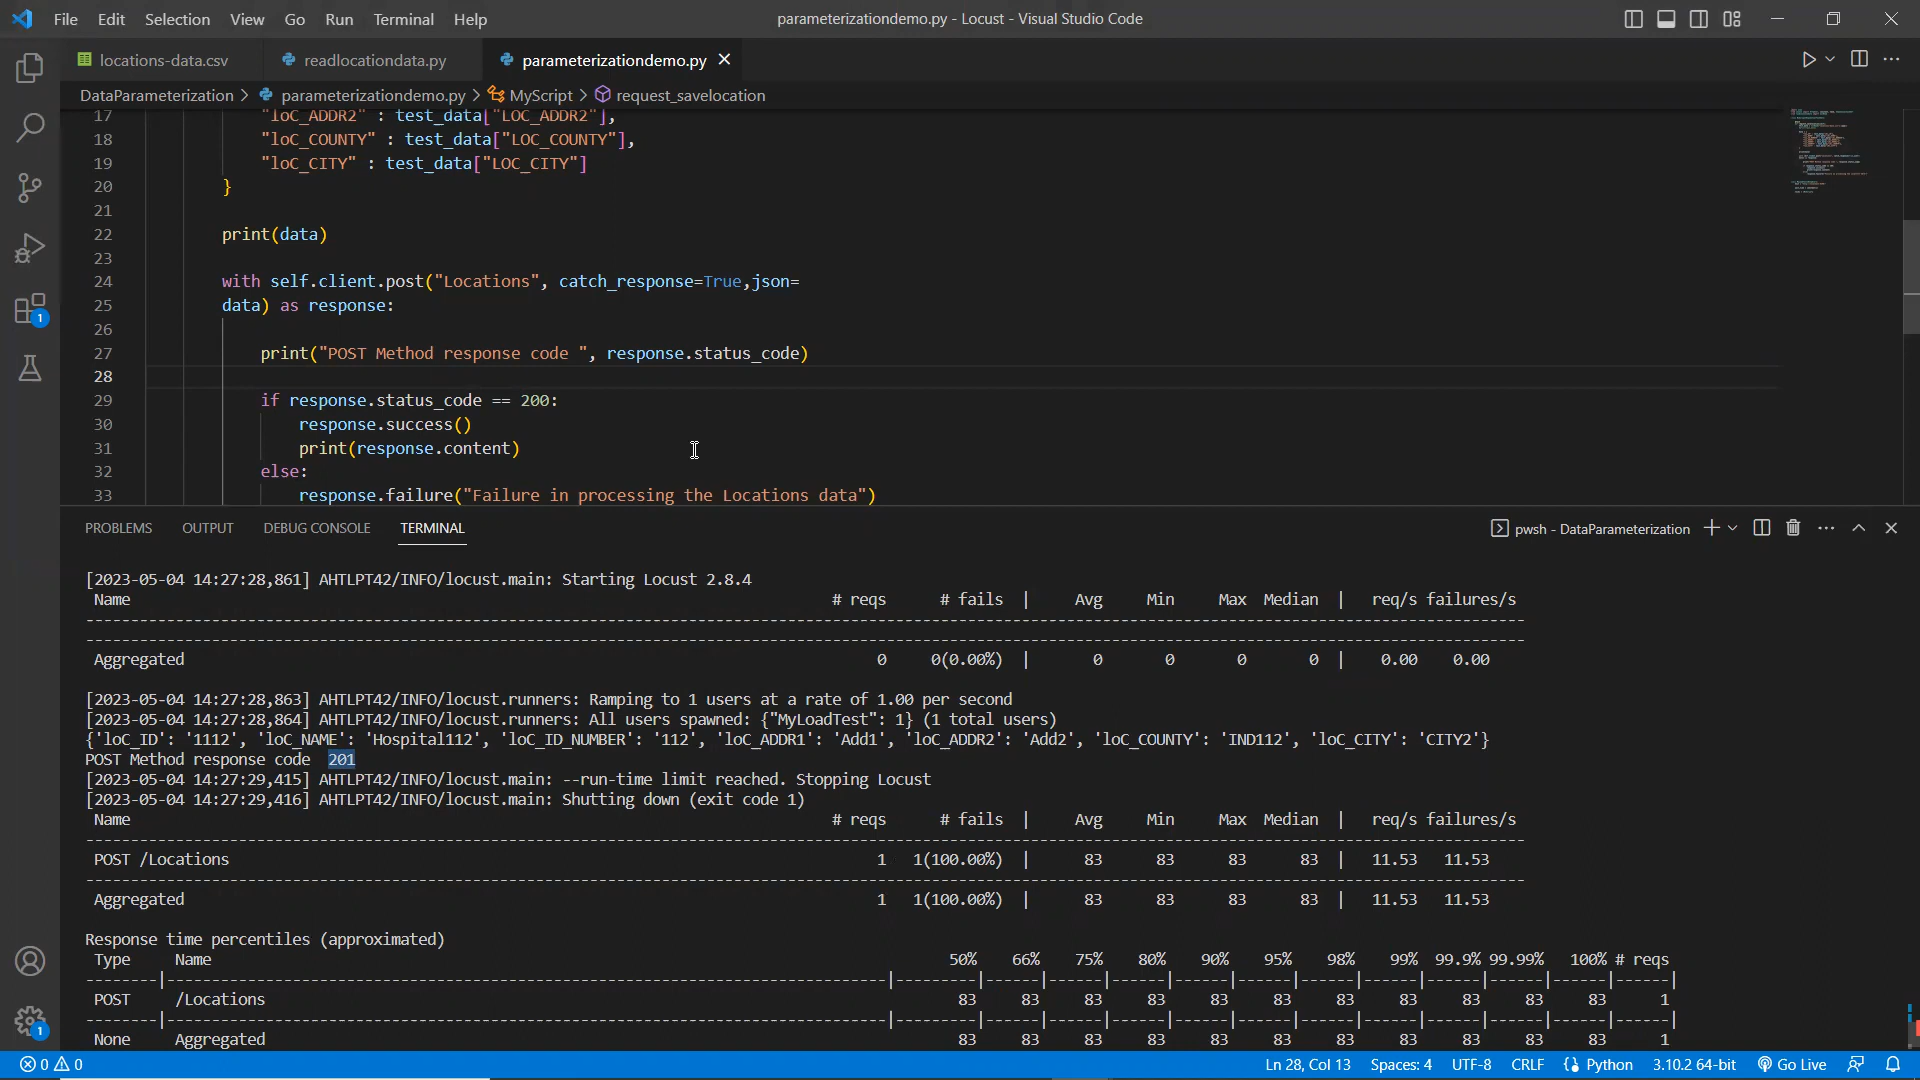 File Edit Selection View Go Run Terminal Help parameterizationdemo.py - Locust - Visual Studio Code
locations-data.csv readlocationdata.py parameterizationdemo.py
DataParameterization > parameterizationdemo.py > MyScript > request_savelocation
17 "loC_ADDR2" : test_data["LOC_ADDR2"],
18 "loC_COUNTY" : test_data["LOC_COUNTY"],
19 "loC_CITY" : test_data["LOC_CITY"]
20 }
21
22 print(data)
23
24 with self.client.post("Locations", catch_response=True,json=
25 data) as response:
26
27 print("POST Method response code ", response.status_code)
28
29 if response.status_code == 200:
30 response.success()
31 print(response.content)
32 else:
33 response.failure("Failure in processing the Locations data")
PROBLEMS OUTPUT DEBUG CONSOLE TERMINAL pwsh - DataParameterization
[2023-05-04 14:27:28,861] AHTLPT42/INFO/locust.main: Starting Locust 2.8.4
Name # reqs # fails | Avg Min Max Median | req/s failures/s
Aggregated 0 0(0.00%) | 0 0 0 0 | 0.00 0.00
[2023-05-04 14:27:28,863] AHTLPT42/INFO/locust.runners: Ramping to 1 users at a rate of 1.00 per second
[2023-05-04 14:27:28,864] AHTLPT42/INFO/locust.runners: All users spawned: {"MyLoadTest": 1} (1 total users)
{'loC_ID': '1112', 'loC_NAME': 'Hospital112', 'loC_ID_NUMBER': '112', 'loC_ADDR1': 'Add1', 'loC_ADDR2': 'Add2', 'loC_COUNTY': 'IND112', 'loC_CITY': 'CITY2'}
POST Method response code 201
[2023-05-04 14:27:29,415] AHTLPT42/INFO/locust.main: --run-time limit reached. Stopping Locust
[2023-05-04 14:27:29,416] AHTLPT42/INFO/locust.main: Shutting down (exit code 1)
Name # reqs # fails | Avg Min Max Median | req/s failures/s
POST /Locations 1 1(100.00%) | 83 83 83 83 | 11.53 11.53
Aggregated 1 1(100.00%) | 83 83 83 83 | 11.53 11.53
Response time percentiles (approximated)
Type Name 50% 66% 75% 80% 90% 95% 98% 99% 99.9% 99.99% 100% # reqs
POST /Locations 83 83 83 83 83 83 83 83 83 83 83 1
None Aggregated 83 83 83 83 83 83 83 83 83 83 83 1
0 0 Ln 28, Col 13 Spaces: 4 UTF-8 CRLF Python 3.10.2 64-bit Go Live